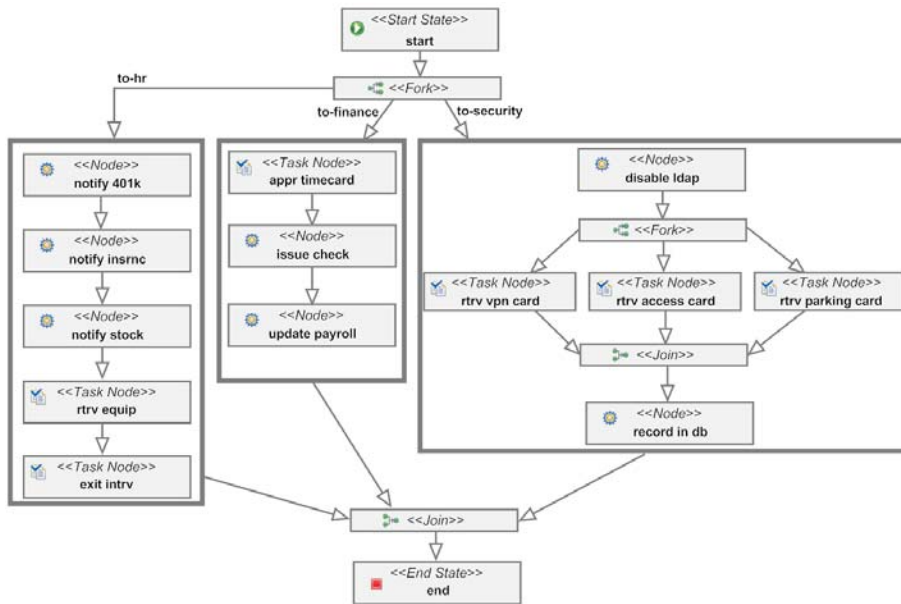 <<Start State>>
start
<<Fork>>
to-hr
to-finance
to-security
<<Node>>
notify 401k
<<Node>>
notify insrnc
<<Node>>
notify stock
<<Task Node>>
rtrv equip
<<Task Node>>
exit intrv
<<Task Node>>
appr timecard
<<Node>>
issue check
<<Node>>
update payroll
<<Node>>
disable ldap
<<Fork>>
<<Task Node>>
rtrv vpn card
<<Task Node>>
rtrv access card
<<Task Node>>
rtrv parking card
<<Join>>
<<Node>>
record in db
<<Join>>
<<End State>>
end